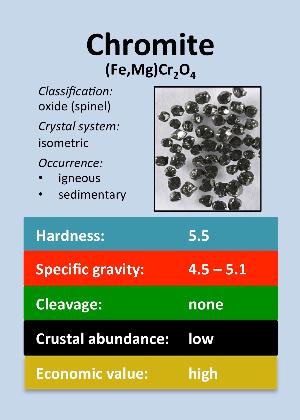 Chromite
(Fe,Mg)Cr₂O₄
Classification:
oxide (spinel)
Crystal system:
isometric
Occurrence:
• igneous
• sedimentary
Hardness: 5.5
Specific gravity: 4.5 – 5.1
Cleavage: none
Crustal abundance: low
Economic value: high